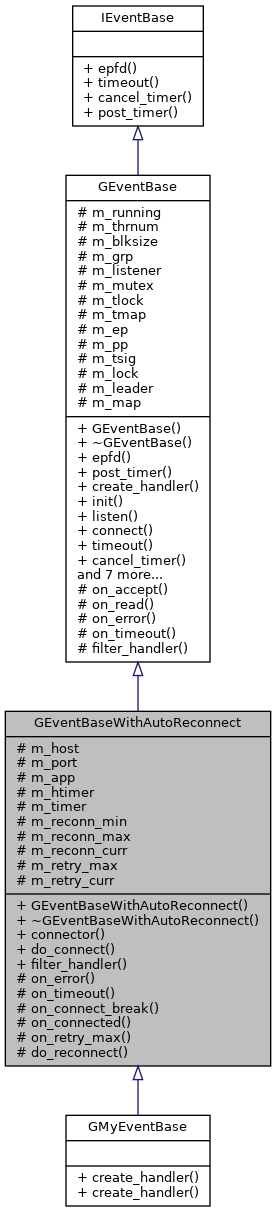 IEventBase
+ epfd()
+ timeout()
+ cancel_timer()
+ post_timer()
GEventBase
# m_running
# m_thrnum
# m_blksize
# m_grp
# m_listener
# m_mutex
# m_tlock
# m_tmap
# m_ep
# m_pp
# m_tsig
# m_lock
# m_leader
# m_map
+ GEventBase()
+ ~GEventBase()
+ epfd()
+ post_timer()
+ create_handler()
+ init()
+ listen()
+ connect()
+ timeout()
+ cancel_timer()
and 7 more...
# on_accept()
# on_read()
# on_error()
# on_timeout()
# filter_handler()
GEventBaseWithAutoReconnect
# m_host
# m_port
# m_app
# m_htimer
# m_timer
# m_reconn_min
# m_reconn_max
# m_reconn_curr
# m_retry_max
# m_retry_curr
+ GEventBaseWithAutoReconnect()
+ ~GEventBaseWithAutoReconnect()
+ connector()
+ do_connect()
+ filter_handler()
# on_error()
# on_timeout()
# on_connect_break()
# on_connected()
# on_retry_max()
# do_reconnect()
GMyEventBase
+ create_handler()
+ create_handler()